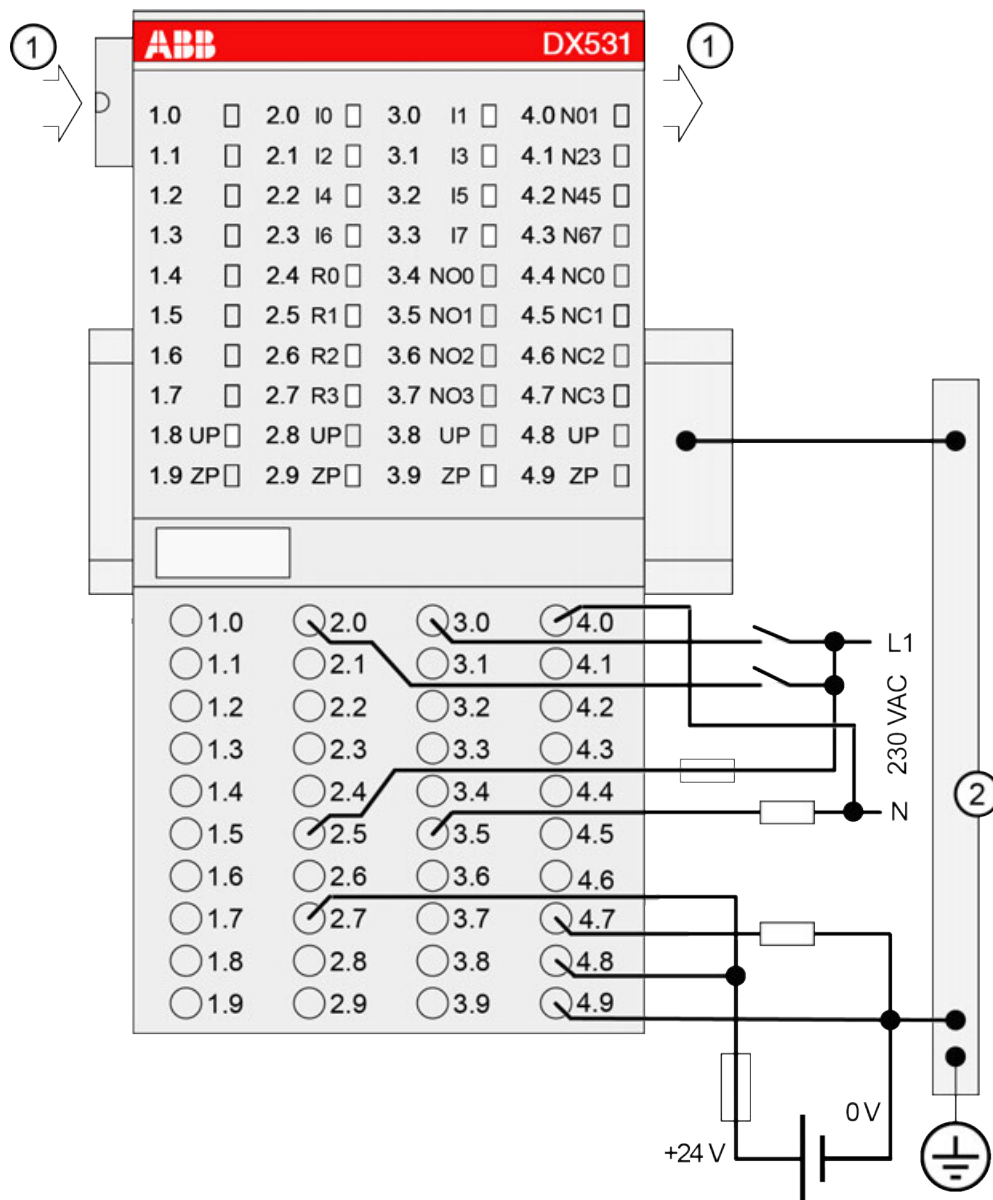 1 ABB DX531 1
1.0 2.0 I0 3.0 I1 4.0 N01
1.1 2.1 I2 3.1 I3 4.1 N23
1.2 2.2 I4 3.2 I5 4.2 N45
1.3 2.3 I6 3.3 I7 4.3 N67
1.4 2.4 R0 3.4 NO0 4.4 NC0
1.5 2.5 R1 3.5 NO1 4.5 NC1
1.6 2.6 R2 3.6 NO2 4.6 NC2
1.7 2.7 R3 3.7 NO3 4.7 NC3
1.8 UP 2.8 UP 3.8 UP 4.8 UP
1.9 ZP 2.9 ZP 3.9 ZP 4.9 ZP
1.0 2.0 3.0 4.0
L1
1.1 2.1 3.1 4.1
1.2 2.2 3.2 4.2
230 VAC
1.3 2.3 3.3 4.3
1.4 2.4 3.4 4.4
2
N
1.5 2.5 3.5 4.5
1.6 2.6 3.6 4.6
1.7 2.7 3.7 4.7
1.8 2.8 3.8 4.8
1.9 2.9 3.9 4.9
0 V
+24 V